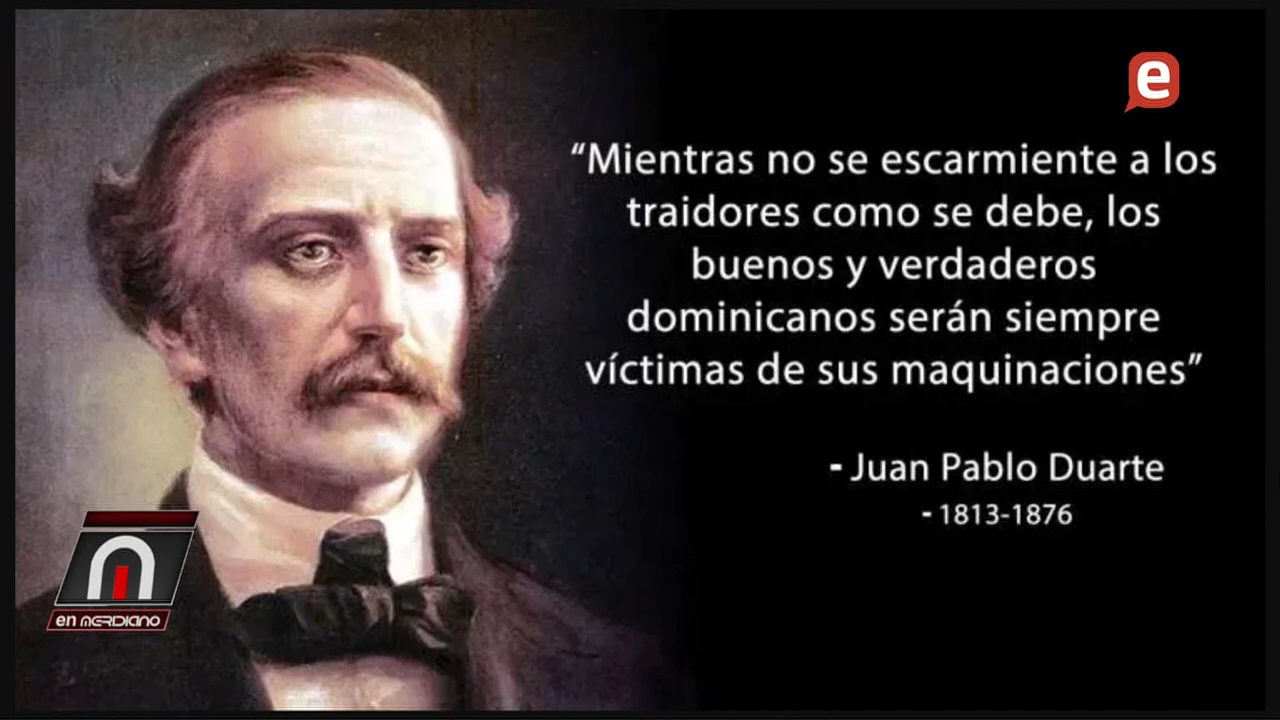 e
“Mientras no se escarmiente a los
traidores como se debe, los
buenos y verdaderos
dominicanos serán siempre
víctimas de sus maquinaciones”
- Juan Pablo Duarte
- 1813-1876
en MERIDIANO